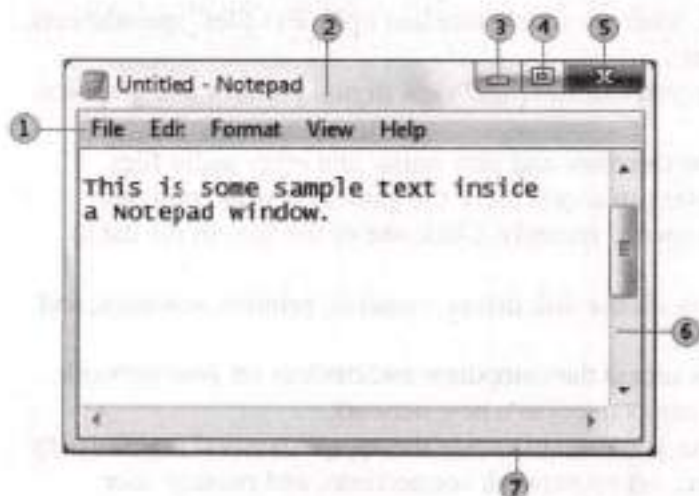 2 3 4 5
Untitled - Notepad
1
File Edit Format View Help
This is some sample text inside
a Notepad window.
6
7